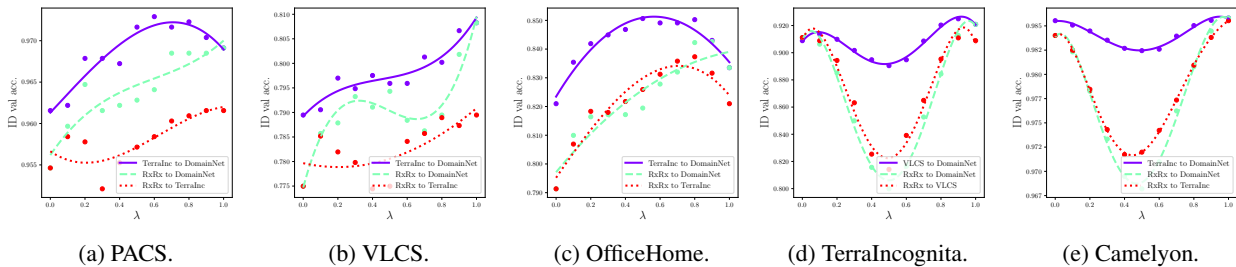 ID val acc.
0.970
0.965
0.960
0.955
TerraInc to DomainNet
RxRx to DomainNet
RxRx to TerraInc
0.0 0.2 0.4 0.6 0.8 1.0
λ
(a) PACS.
ID val acc.
0.810
0.805
0.800
0.795
0.790
0.785
0.780
0.775
TerraInc to DomainNet
RxRx to DomainNet
RxRx to TerraInc
0.0 0.2 0.4 0.6 0.8 1.0
λ
(b) VLCS.
ID val acc.
0.850
0.840
0.830
0.820
0.810
0.800
0.790
TerraInc to DomainNet
RxRx to DomainNet
RxRx to TerraInc
0.0 0.2 0.4 0.6 0.8 1.0
λ
(c) OfficeHome.
ID val acc.
0.920
0.900
0.880
0.860
0.840
0.820
0.800
VLCS to DomainNet
RxRx to DomainNet
RxRx to VLCS
0.0 0.2 0.4 0.6 0.8 1.0
λ
(d) TerraIncognita.
ID val acc.
0.985
0.982
0.980
0.978
0.975
0.973
0.970
0.967
TerraInc to DomainNet
RxRx to DomainNet
RxRx to TerraInc
0.0 0.2 0.4 0.6 0.8 1.0
λ
(e) Camelyon.